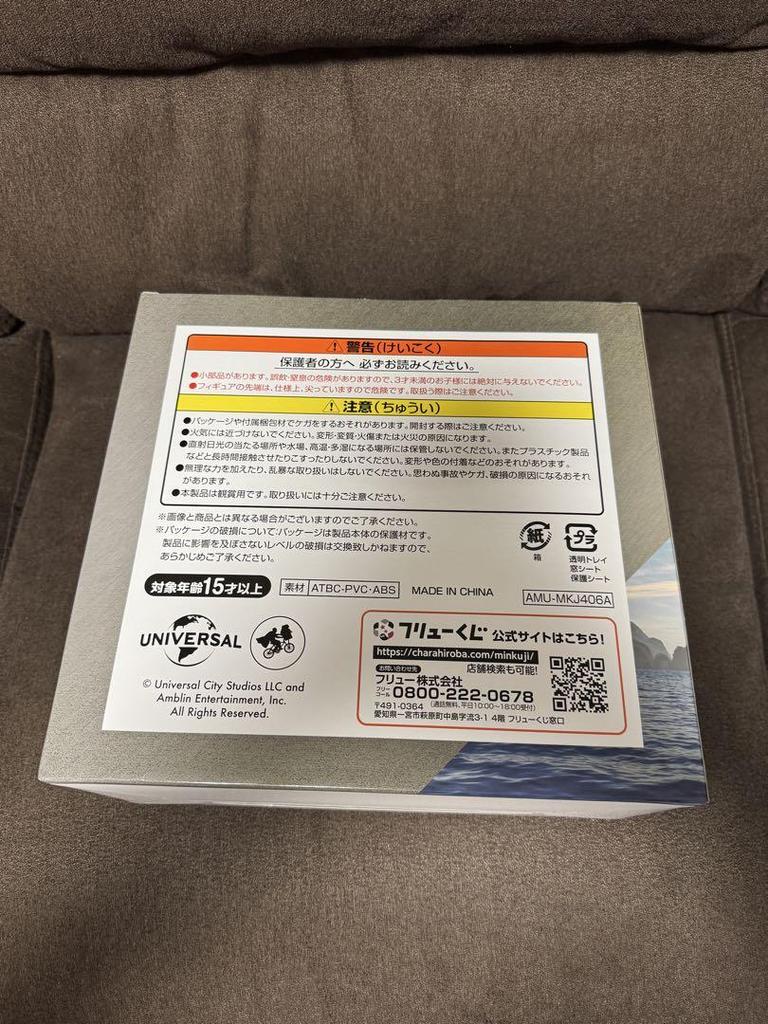 ⚠警告(けいこく)
保護者の方へ 必ずお読みください。
●小部品があります。誤飲・窒息の危険がありますので、3才未満のお子様には絶対に与えないでください。
●フィギュアの先端は、仕様上、尖っていますので危険です。取扱う際はご注意ください。
⚠注意(ちゅうい)
●パッケージや付属梱包材でケガをするおそれがあります。開封する際はご注意ください。
●火気には近づけないでください。変形・変質・火傷または火災の原因になります。
●直射日光の当たる場所や水場、高温・多湿になる場所には保管しないでください。またプラスチック製品
などと長時間接触させたりこすったりしないでください。変形や色の付着などのおそれがあります。
●無理な力を加えたり、乱暴な取り扱いはしないでください。思わぬ事故やケガ、破損の原因になるおそれ
があります。
●本製品は観賞用です。取り扱いには十分ご注意ください。
※画像と商品とは異なる場合がございますのでご了承ください。
※パッケージの破損について:パッケージは製品本体の保護材です。
製品に影響を及ぼさないレベルの破損は交換致しかねますので、
あらかじめご了承ください。
紙
箱
プラ
透明トレイ
窓シート
保護シート
対象年齢15才以上
素材 ATBC-PVC・ABS
MADE IN CHINA
AMU-MKJ406A
UNIVERSAL
© Universal City Studios LLC and
Amblin Entertainment, Inc.
All Rights Reserved.
フリューくじ 公式サイトはこちら!
https://charahiroba.com/minkuji/
店舗検索も可能!
お問い合わせ先
フリュー株式会社
フリーコール 0800-222-0678
〒491-0364 (通話無料、平日10:00〜18:00受付)
愛知県一宮市萩原町中島字流3-1 4階 フリューくじ窓口